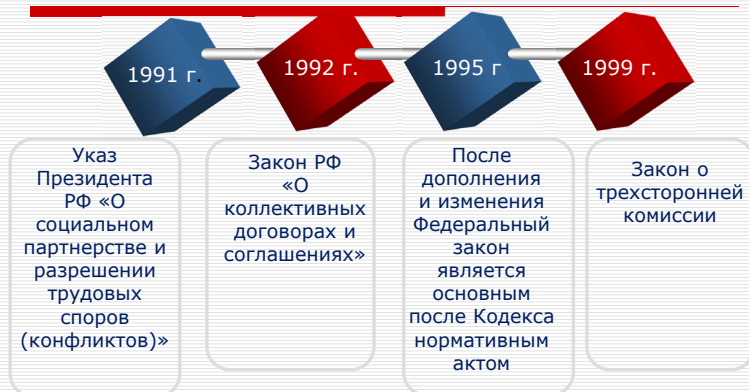 1991 г.
1992 г.
1995 г
1999 г.
Указ
Президента
РФ «О
социальном
партнерстве и
разрешении
трудовых
споров
(конфликтов)»
Закон РФ
«О
коллективных
договорах и
соглашениях»
После
дополнения
и изменения
Федеральный
закон
является
основным
после Кодекса
нормативным
актом
Закон о
трехсторонней
комиссии